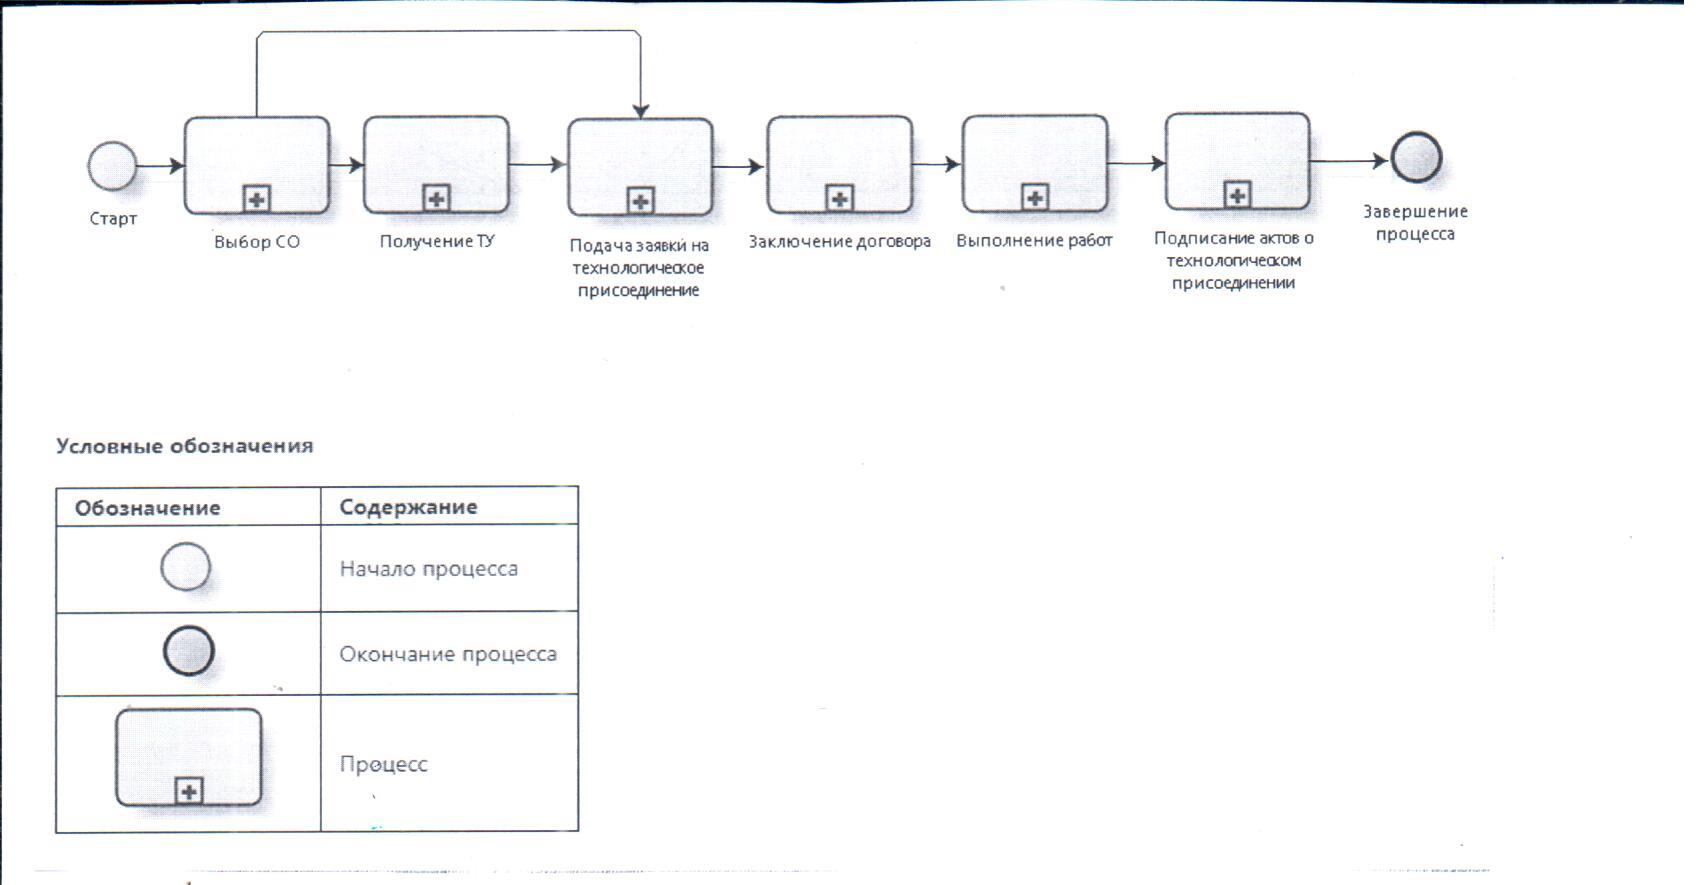 Старт
Выбор СО
Получение ТУ
Подача заявки на
технологическое
присоединение
Заключение договора
Выполнение работ
Подписание актов о
технологическом
присоединении
Завершение
процесса
Условные обозначения
Обозначение
Содержание
Начало процесса
Окончание процесса
Процесс